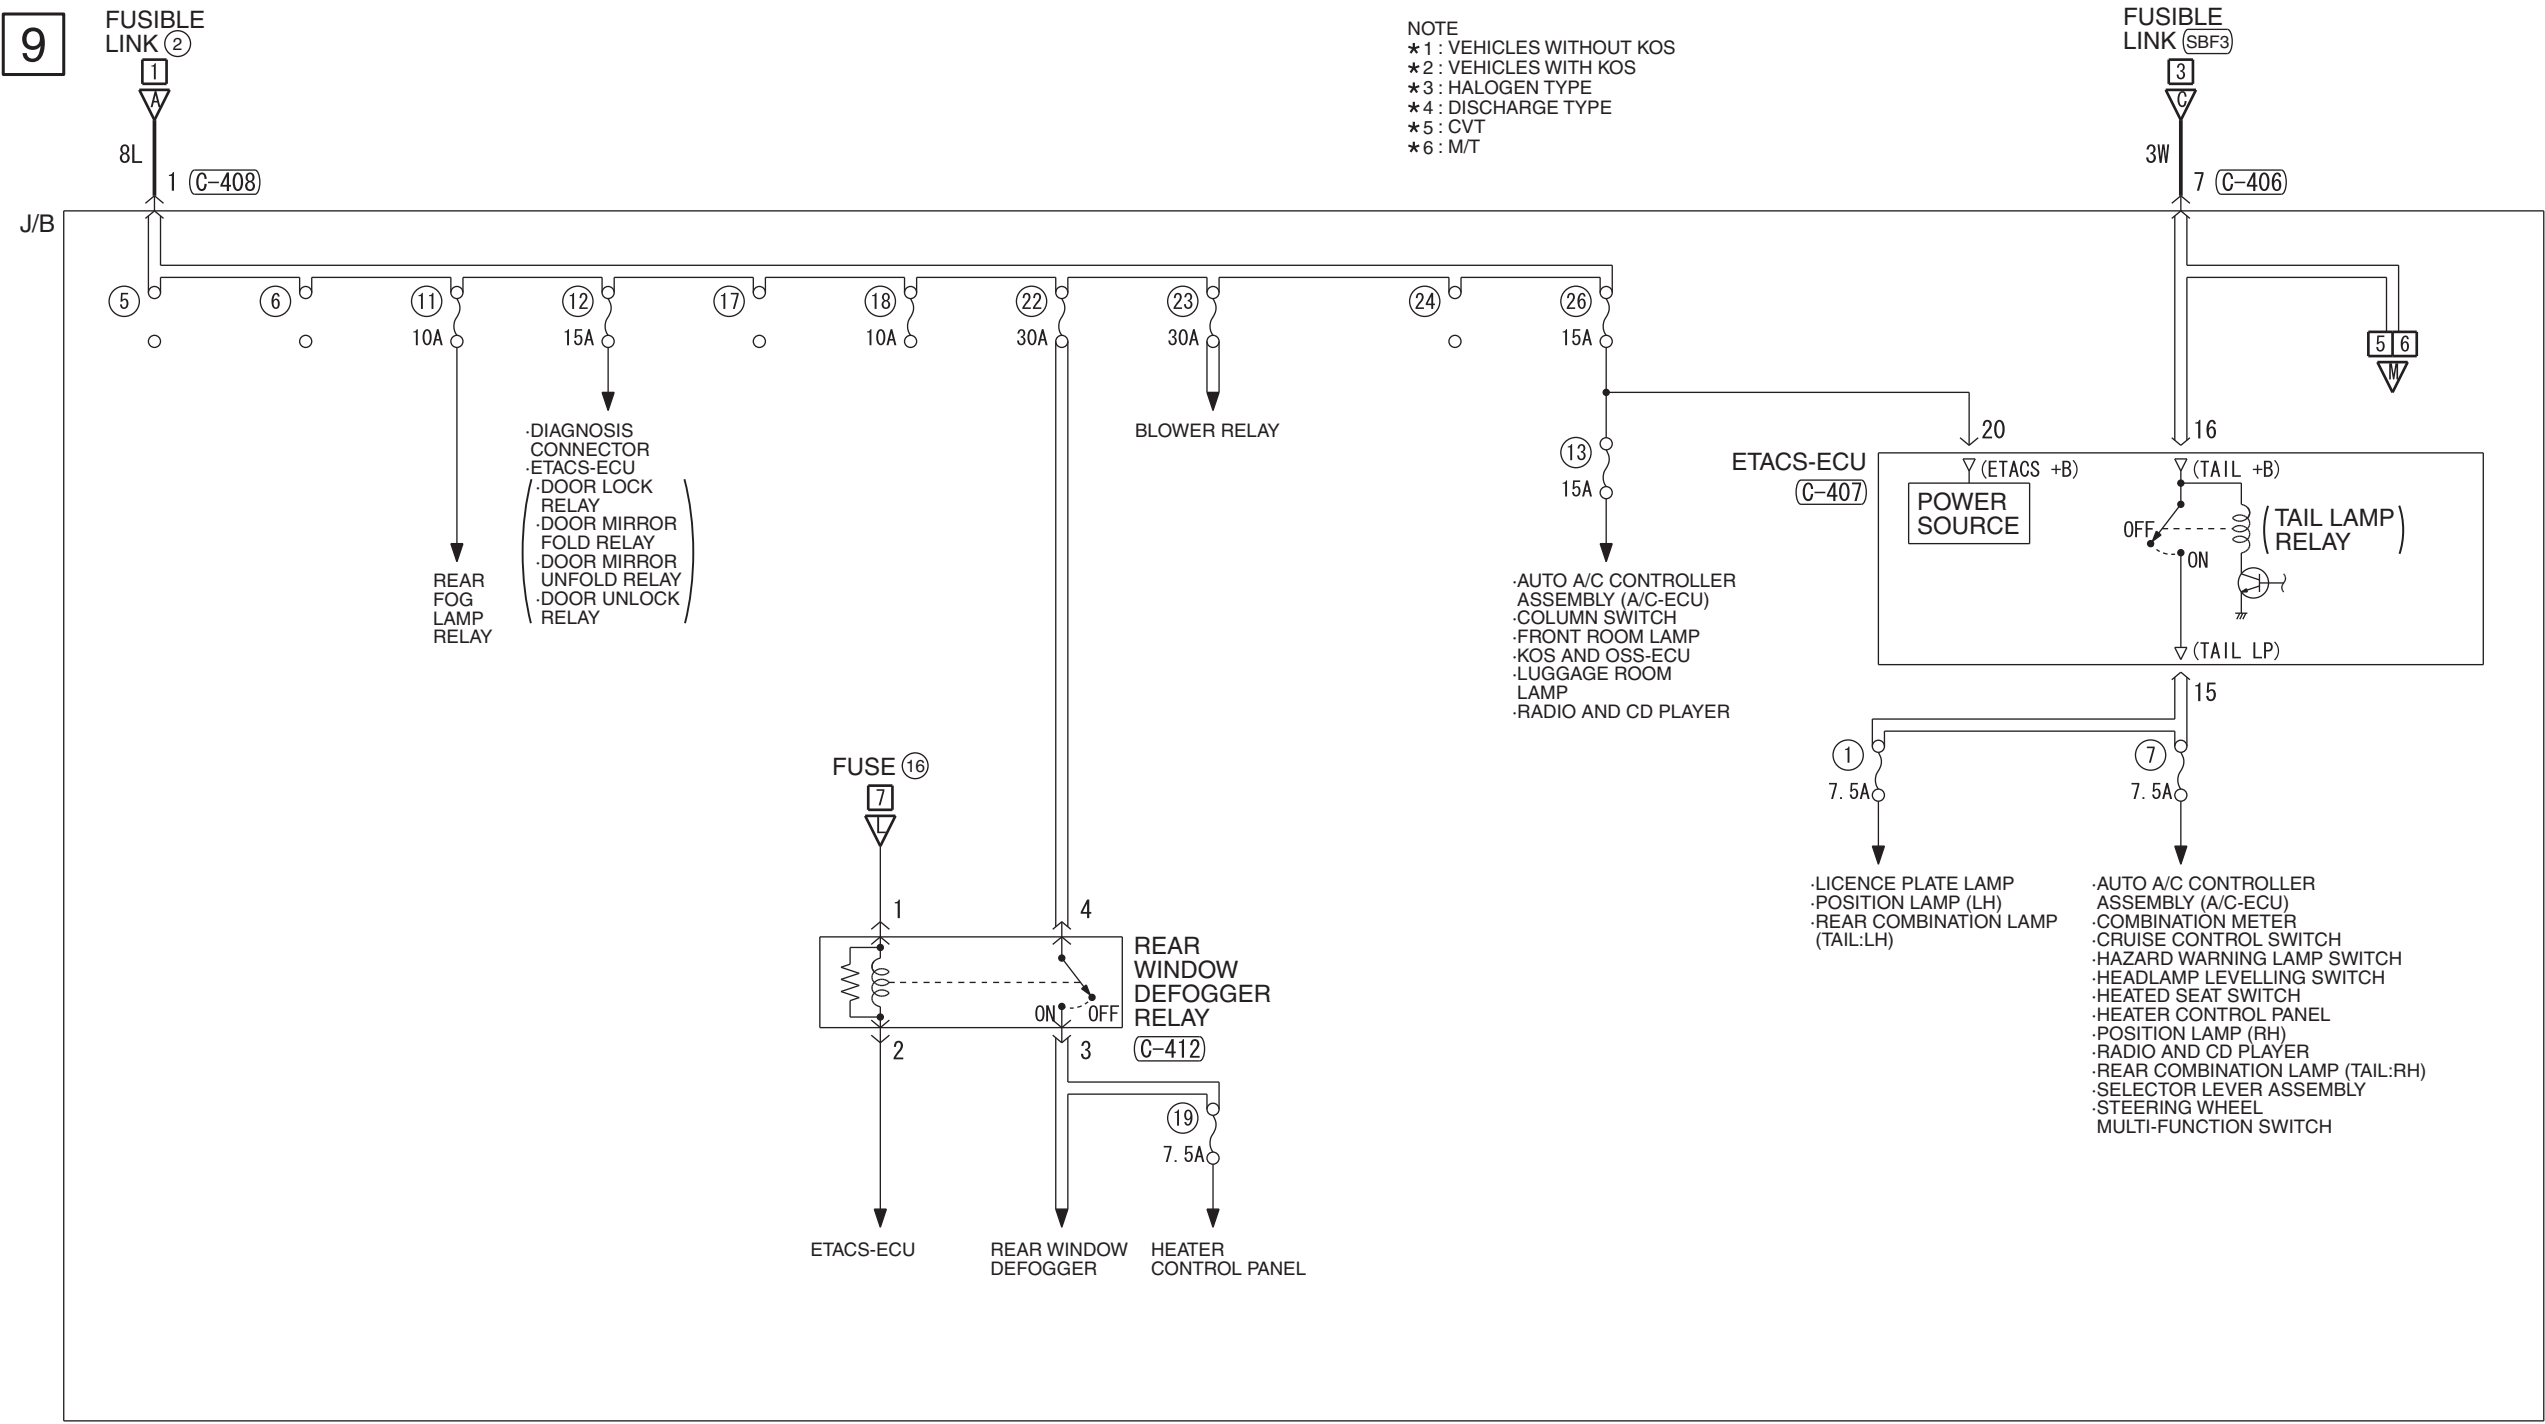 9
FUSIBLE
LINK 2
1
A
8L
1 C-408
NOTE
*1 : VEHICLES WITHOUT KOS
*2 : VEHICLES WITH KOS
*3 : HALOGEN TYPE
*4 : DISCHARGE TYPE
*5 : CVT
*6 : M/T
FUSIBLE
LINK SBF3
3
C
3W
7 C-406
J/B
5
6
11
10A
12
15A
17
18
10A
22
30A
23
30A
24
26
15A
5 6
M
REAR
FOG
LAMP
RELAY
·DIAGNOSIS
CONNECTOR
·ETACS-ECU
·DOOR LOCK
RELAY
·DOOR MIRROR
FOLD RELAY
·DOOR MIRROR
UNFOLD RELAY
·DOOR UNLOCK
RELAY
BLOWER RELAY
13
15A
·AUTO A/C CONTROLLER
ASSEMBLY (A/C-ECU)
·COLUMN SWITCH
·FRONT ROOM LAMP
·KOS AND OSS-ECU
·LUGGAGE ROOM
LAMP
·RADIO AND CD PLAYER
20
16
ETACS-ECU
C-407
(ETACS +B)
POWER
SOURCE
(TAIL +B)
OFF
ON
(TAIL LAMP
RELAY)
(TAIL LP)
15
1
7.5A
7
7.5A
·LICENCE PLATE LAMP
·POSITION LAMP (LH)
·REAR COMBINATION LAMP
(TAIL:LH)
·AUTO A/C CONTROLLER
ASSEMBLY (A/C-ECU)
·COMBINATION METER
·CRUISE CONTROL SWITCH
·HAZARD WARNING LAMP SWITCH
·HEADLAMP LEVELLING SWITCH
·HEATED SEAT SWITCH
·HEATER CONTROL PANEL
·POSITION LAMP (RH)
·RADIO AND CD PLAYER
·REAR COMBINATION LAMP (TAIL:RH)
·SELECTOR LEVER ASSEMBLY
·STEERING WHEEL
MULTI-FUNCTION SWITCH
FUSE 16
7
L
1
4
REAR
WINDOW
DEFOGGER
RELAY
C-412
ON
OFF
2
3
19
7.5A
ETACS-ECU
REAR WINDOW
DEFOGGER
HEATER
CONTROL PANEL